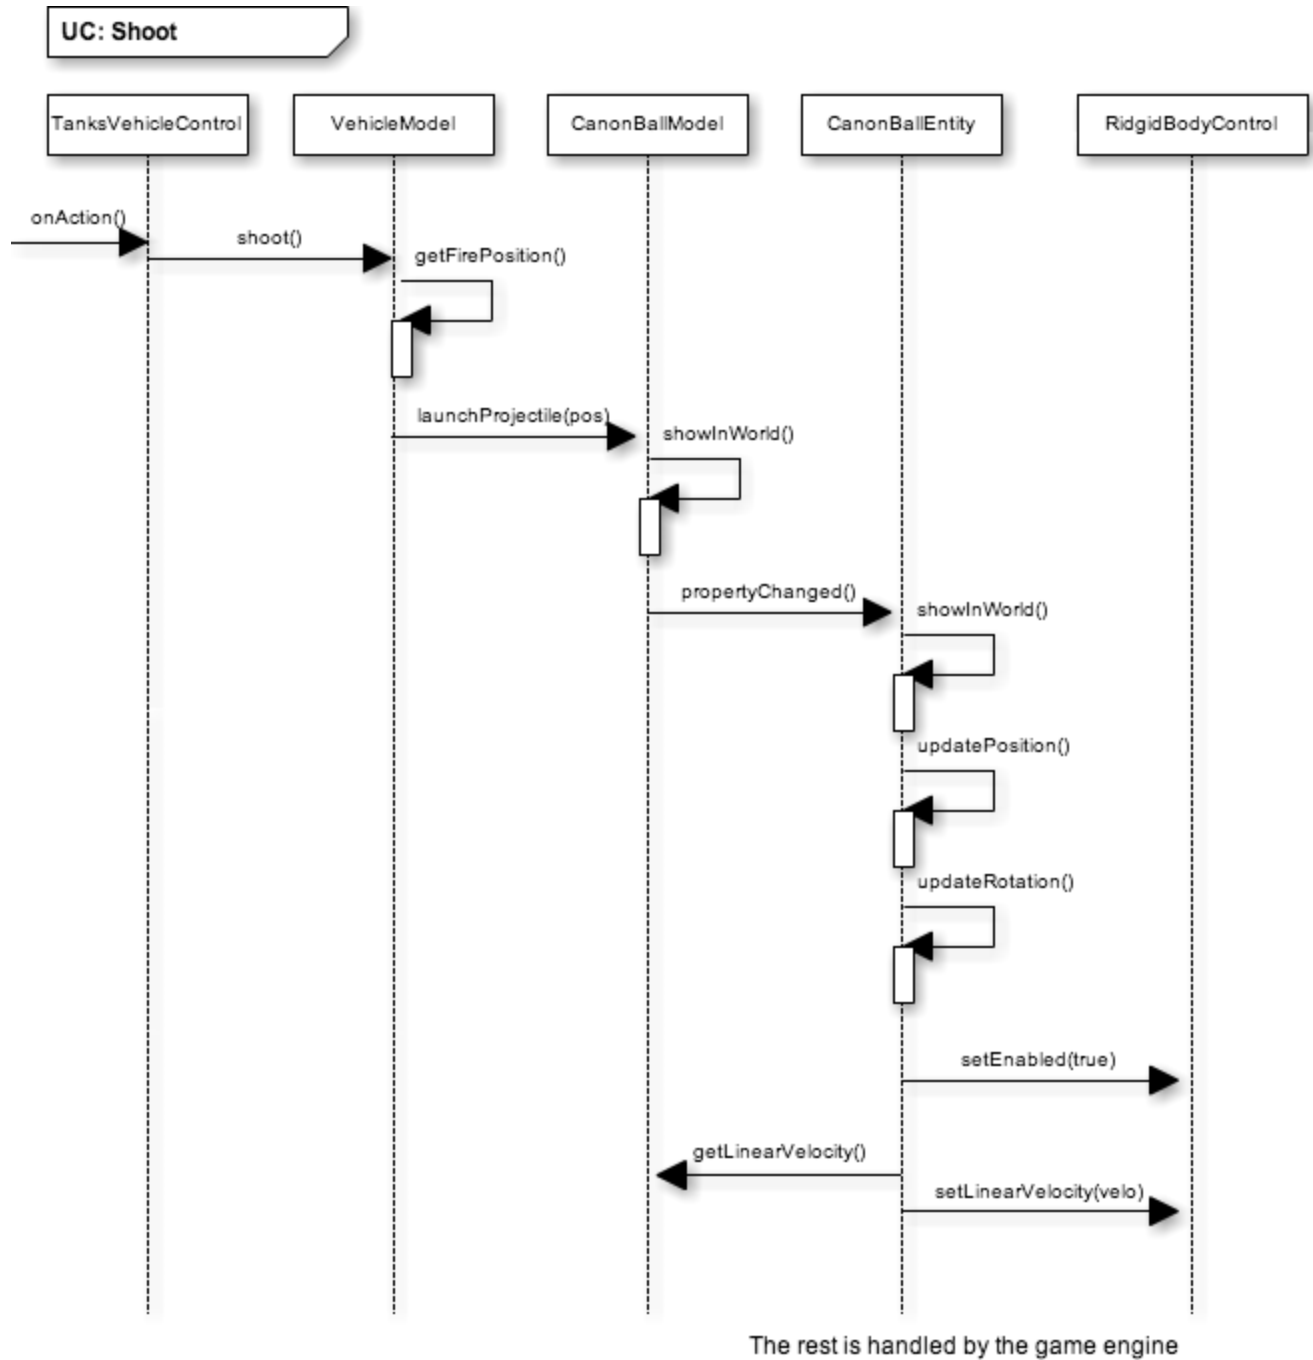 UC: Shoot
TanksVehicleControl
VehicleModel
CanonBallModel
CanonBallEntity
RidgidBodyControl
onAction()
shoot()
getFirePosition()
launchProjectile(pos)
showInWorld()
propertyChanged()
showInWorld()
updatePosition()
updateRotation()
setEnabled(true)
getLinearVelocity()
setLinearVelocity(velo)
The rest is handled by the game engine